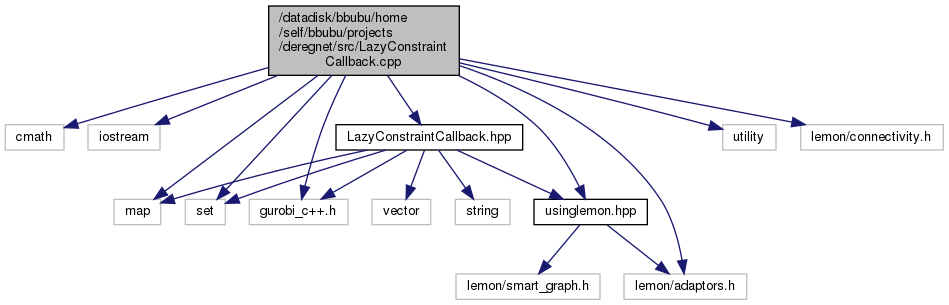 /datadisk/bbubu/home
/self/bbubu/projects
/deregnet/src/LazyConstraint
Callback.cpp
cmath
iostream
LazyConstraintCallback.hpp
utility
lemon/connectivity.h
map
set
gurobi_c++.h
vector
string
usinglemon.hpp
lemon/smart_graph.h
lemon/adaptors.h